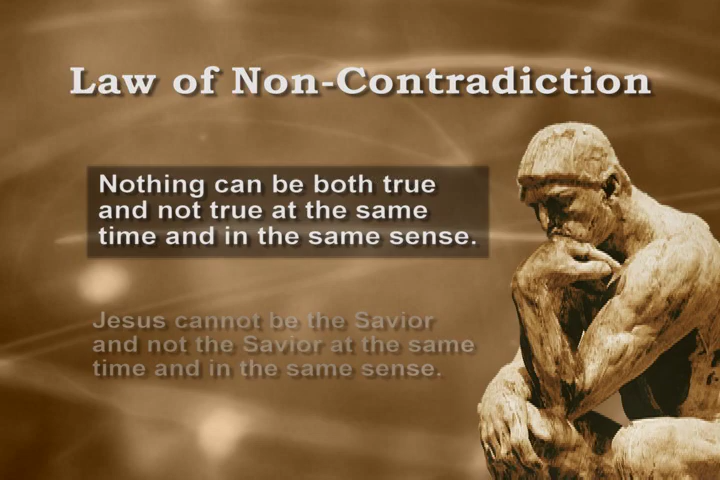 Law of Non-Contradiction
Nothing can be both true
and not true at the same
time and in the same sense.
Jesus cannot be the Savior
and not the Savior at the same
time and in the same sense.